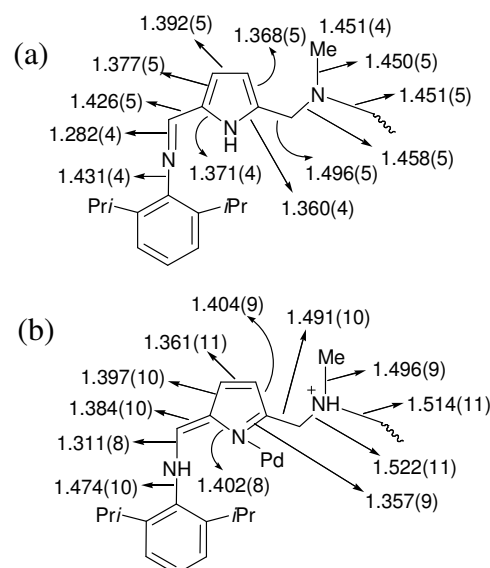 1.392(5) 1.368(5) 1.451(4)
(a) Me 1.450(5)
1.377(5)
1.426(5) N 1.451(5)
1.282(4) N H
N 1.371(4) 1.496(5) 1.458(5)
1.431(4) 1.360(4)
Pri iPr
1.404(9) 1.491(10)
(b) 1.361(11) Me
1.397(10) + 1.496(9)
1.384(10) NH 1.514(11)
1.311(8) N
NH Pd 1.522(11)
1.474(10) 1.402(8) 1.357(9)
Pri iPr